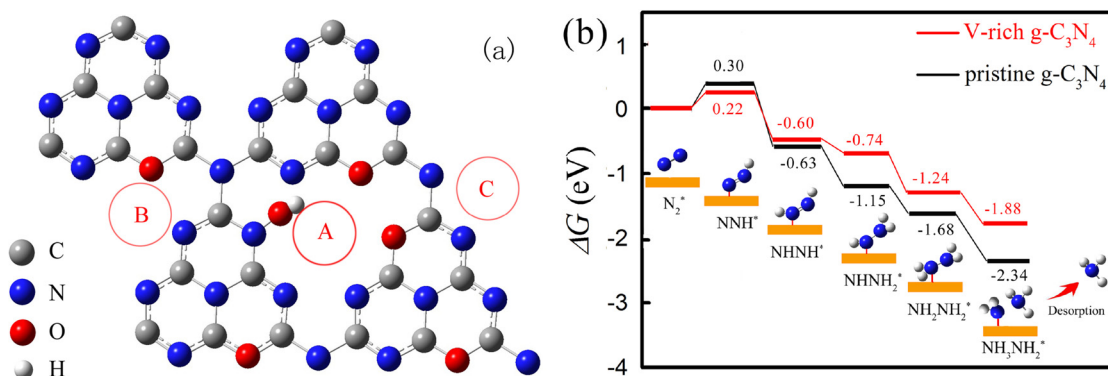 (a)
B
A
C
C
N
O
H
(b)
V-rich g-C₃N₄
pristine g-C₃N₄
ΔG (eV)
0
-1
-2
-3
-4
0.30
0.22
-0.60
-0.63
-0.74
-1.15
-1.24
-1.68
-1.88
-2.34
N₂*
NNH*
NHNH*
NHNH₂*
NH₂NH₂*
NH₃NH₂*
Desorption